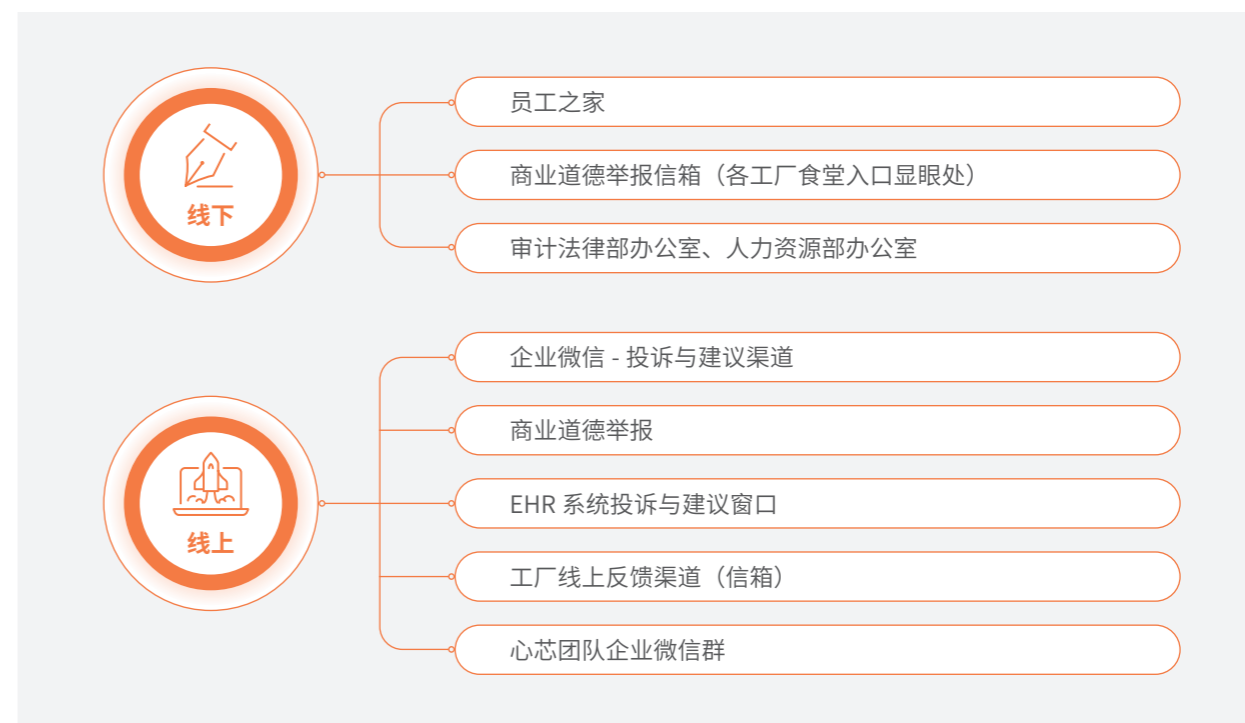 线下
员工之家
商业道德举报信箱（各工厂食堂入口显眼处）
审计法律部办公室、人力资源部办公室
线上
企业微信 - 投诉与建议渠道
商业道德举报
EHR 系统投诉与建议窗口
工厂线上反馈渠道（信箱）
心芯团队企业微信群